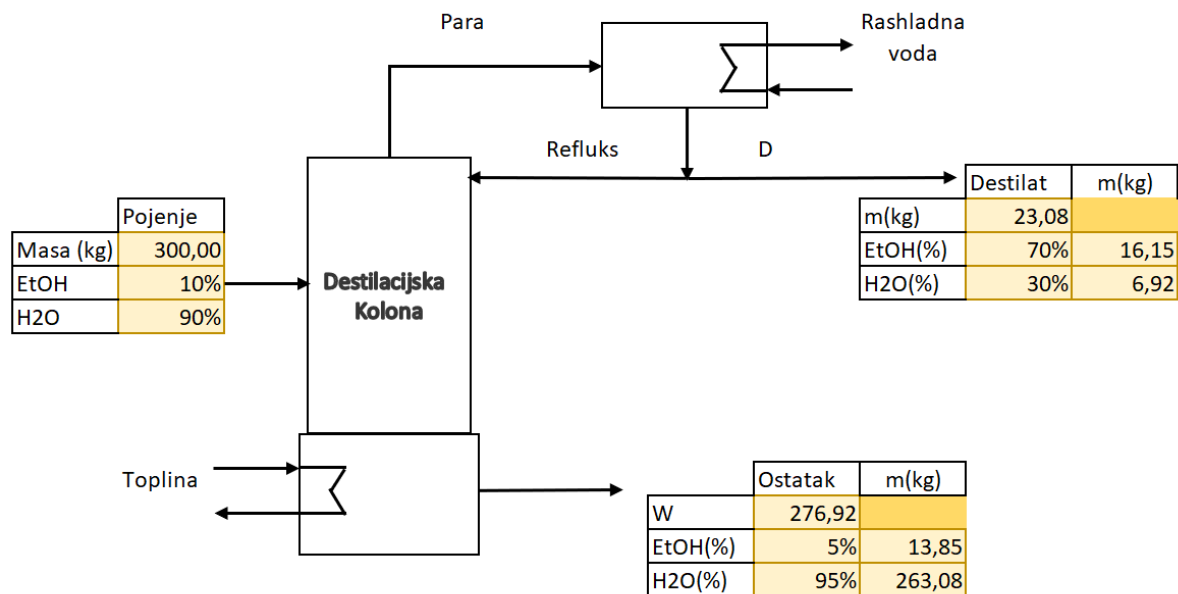 Para
Rashladna
voda
Refluks
D
Destilat m(kg)
m(kg) 23,08
EtOH(%) 70% 16,15
H2O(%) 30% 6,92
Pojenje
Masa (kg) 300,00
EtOH 10%
H2O 90%
Destilacijska
Kolona
Toplina
Ostatak m(kg)
W 276,92
EtOH(%) 5% 13,85
H2O(%) 95% 263,08